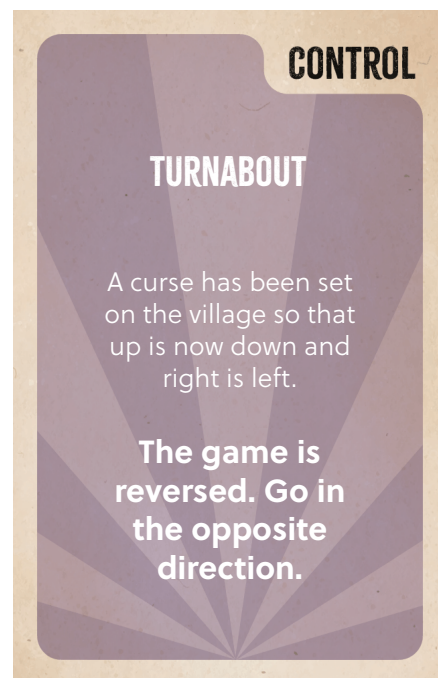 CONTROL
TURNABOUT
A curse has been set
on the village so that
up is now down and
right is left.
The game is
reversed. Go in
the opposite
direction.